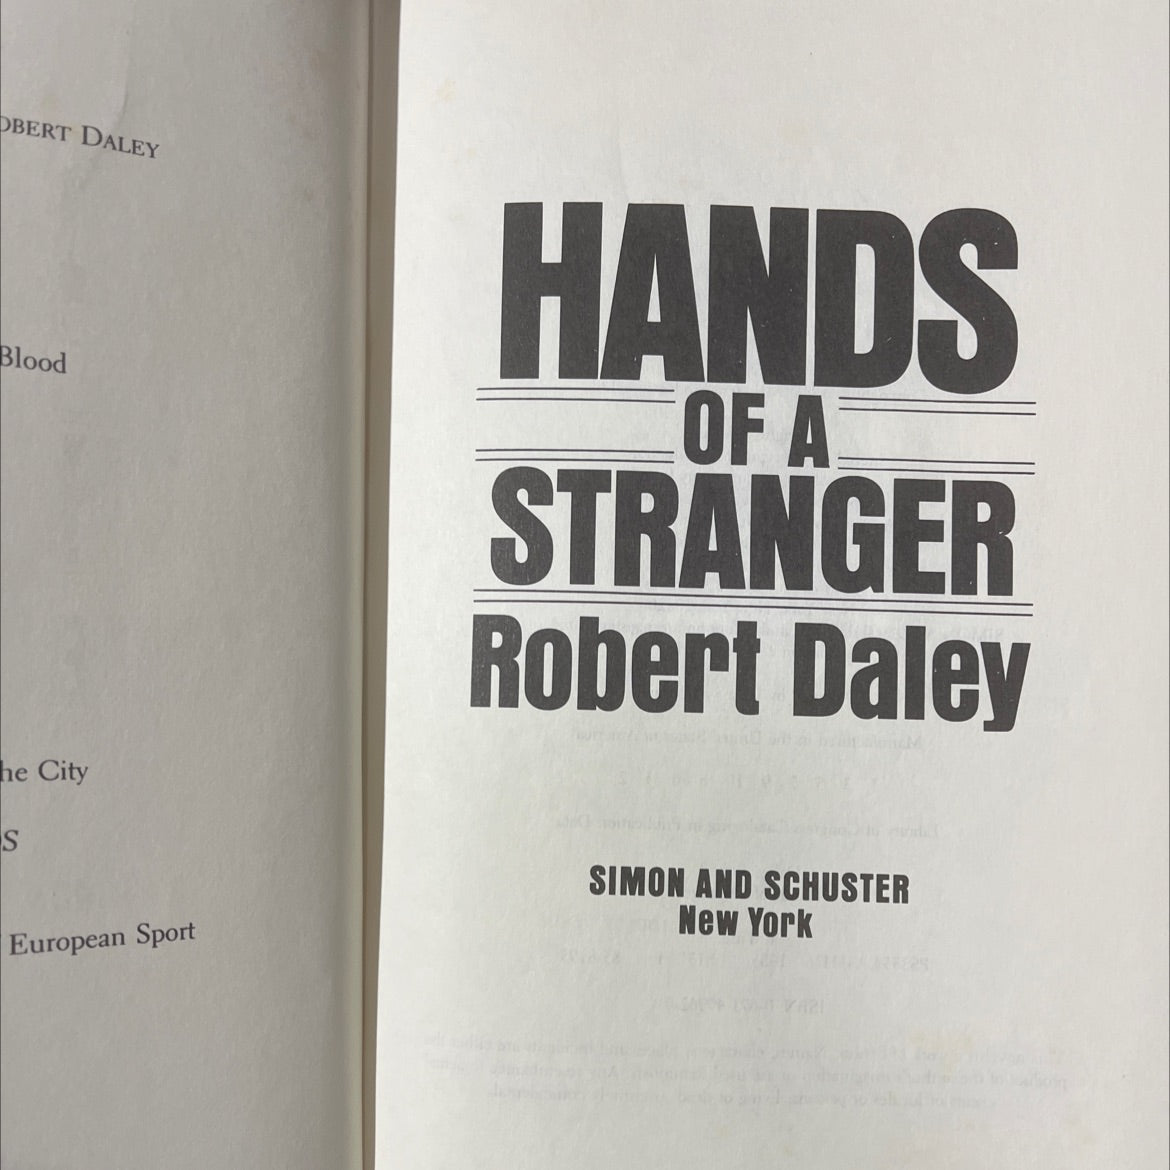 OBERT DALEY
Blood
he City
S
European Sport
HANDS
OF A
STRANGER
Robert Daley
SIMON AND SCHUSTER
New York